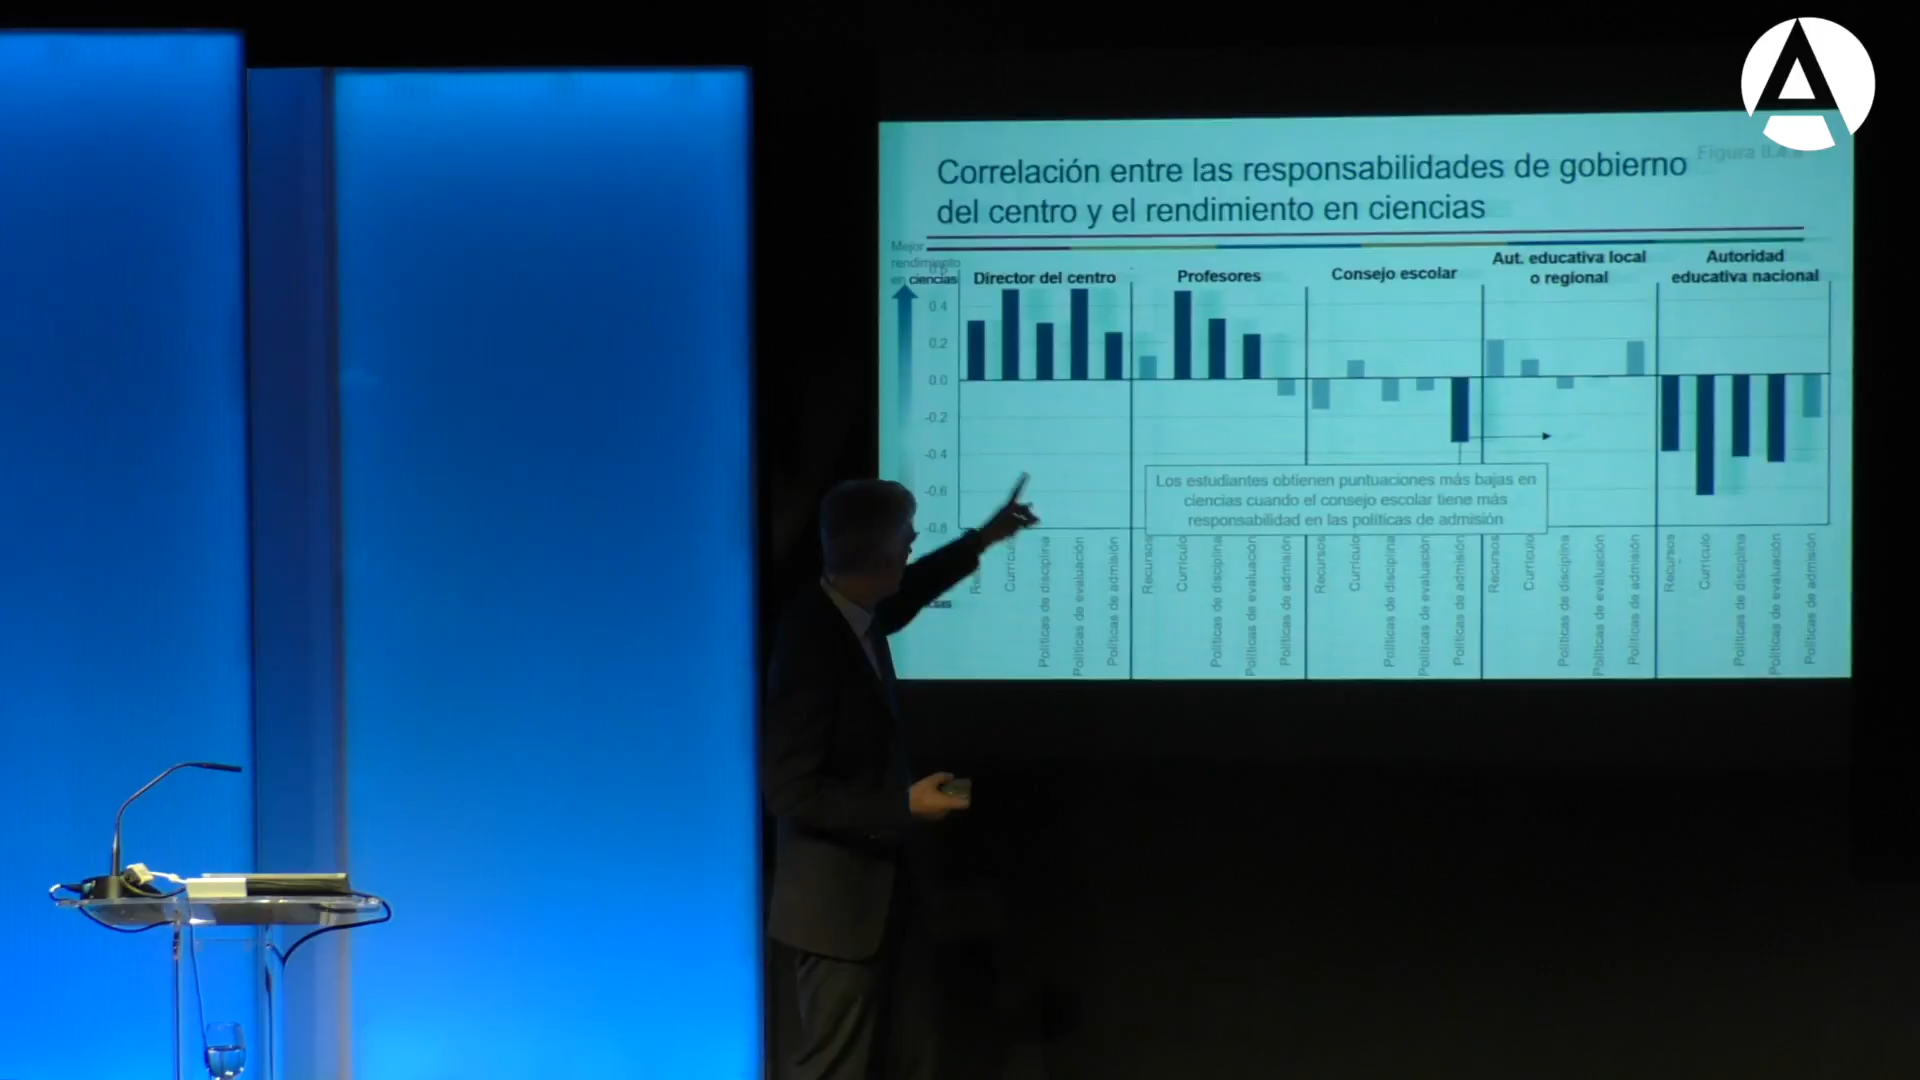 Figura II.4.8
Correlación entre las responsabilidades de gobierno
del centro y el rendimiento en ciencias
Mejor
rendimiento
en ciencias
Director del centro
Profesores
Consejo escolar
Aut. educativa local
o regional
Autoridad
educativa nacional
0.4
0.2
0.0
-0.2
-0.4
-0.6
-0.8
Los estudiantes obtienen puntuaciones más bajas en
ciencias cuando el consejo escolar tiene más
responsabilidad en las políticas de admisión
Currículo
Políticas de disciplina
Políticas de evaluación
Políticas de admisión
Recursos
Currículo
Políticas de disciplina
Políticas de evaluación
Políticas de admisión
Recursos
Currículo
Políticas de disciplina
Políticas de evaluación
Políticas de admisión
Recursos
Currículo
Políticas de disciplina
Políticas de evaluación
Políticas de admisión
Recursos
Currículo
Políticas de disciplina
Políticas de evaluación
Políticas de admisión